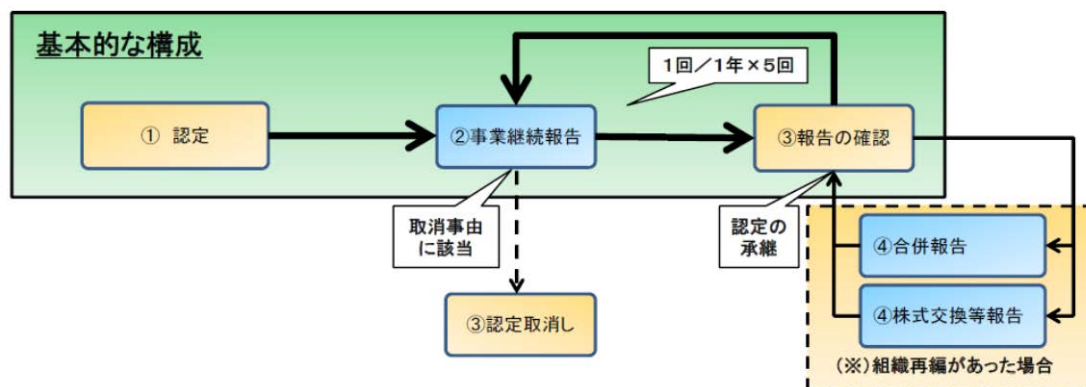 基本的な構成
1回／1年×5回
① 認定
②事業継続報告
③報告の確認
取消事由
に該当
認定の
承継
④合併報告
③認定取消し
④株式交換等報告
(※)組織再編があった場合